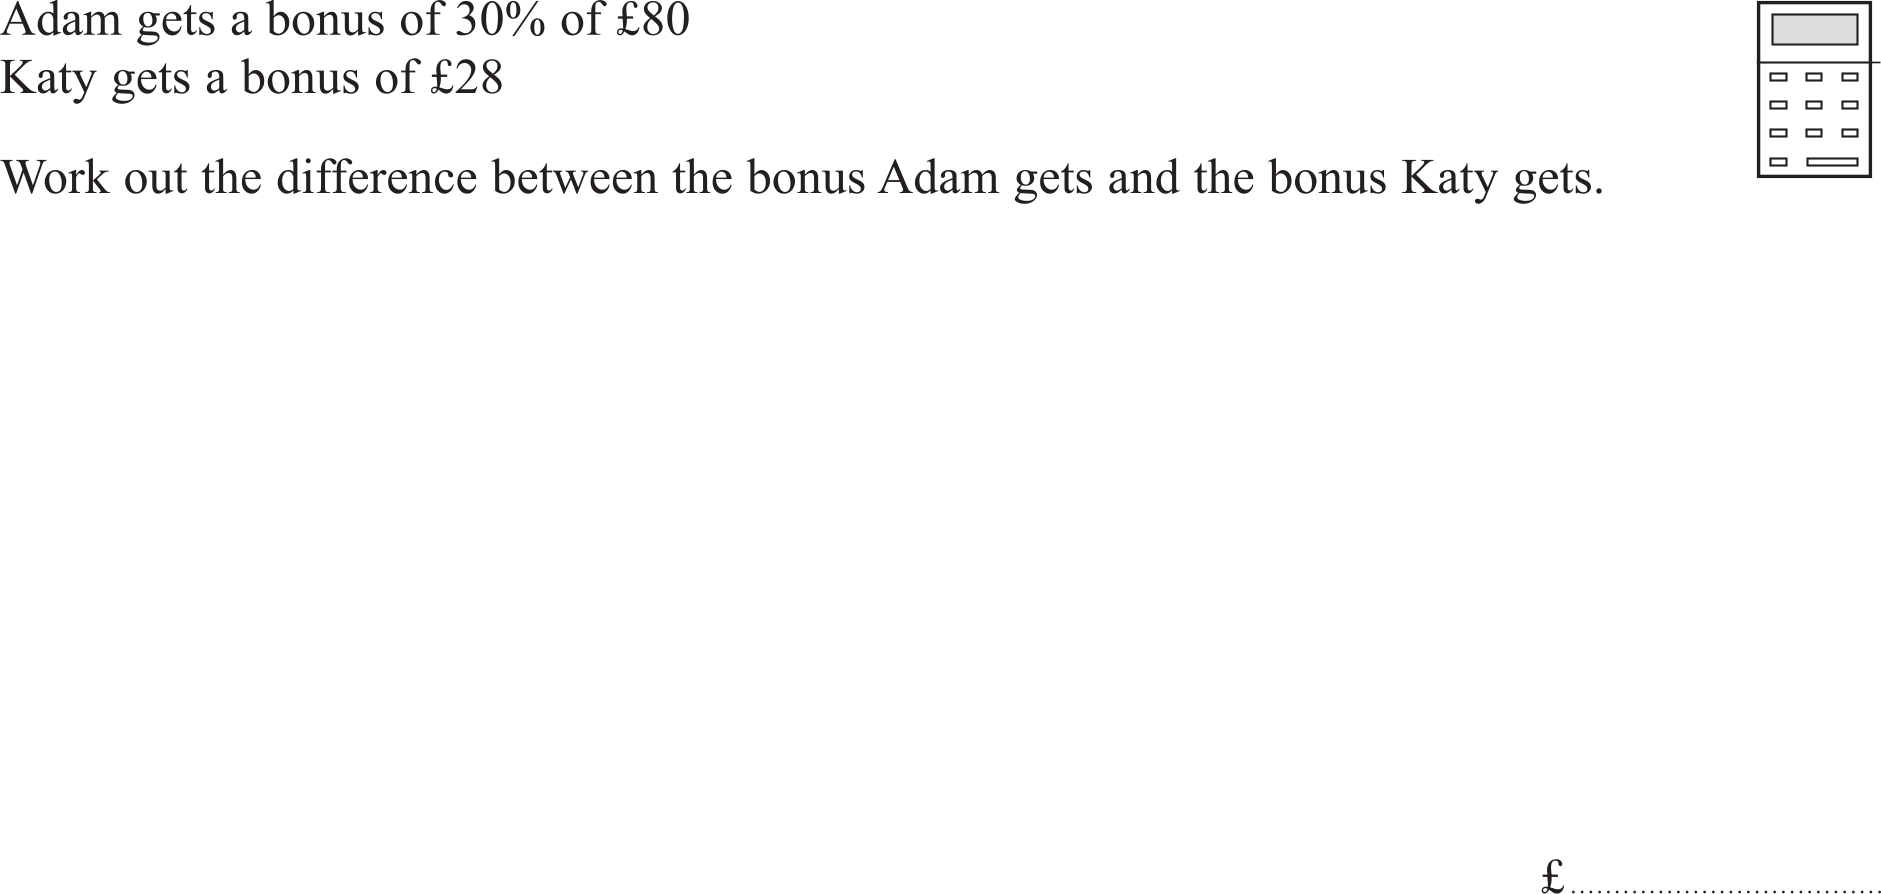 Adam gets a bonus of 30% of £80
Katy gets a bonus of £28
Work out the difference between the bonus Adam gets and the bonus Katy gets.
£ ....................................